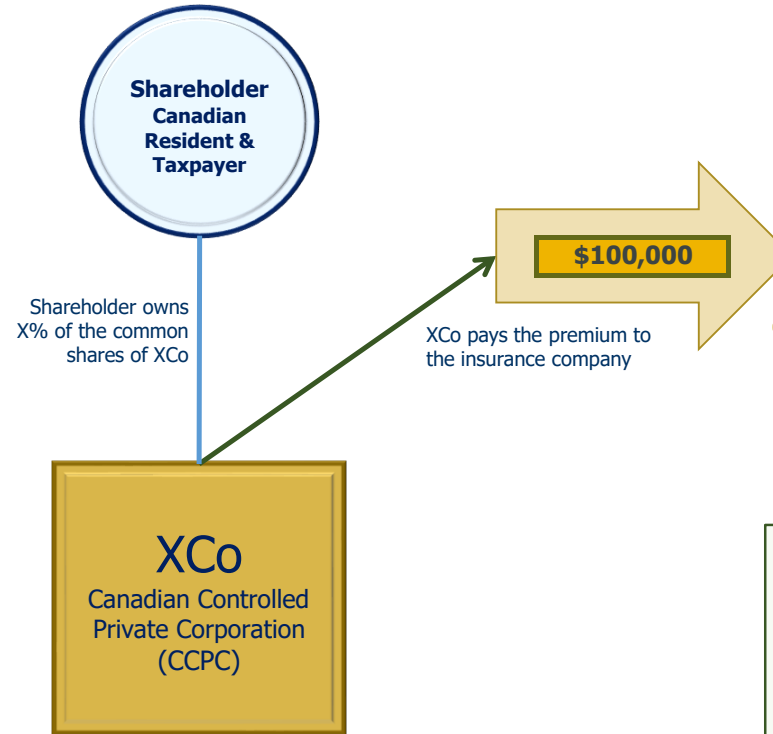 Shareholder
Canadian
Resident &
Taxpayer
$100,000
Shareholder owns
X% of the common
shares of XCo
XCo pays the premium to
the insurance company
XCo
Canadian Controlled
Private Corporation
(CCPC)